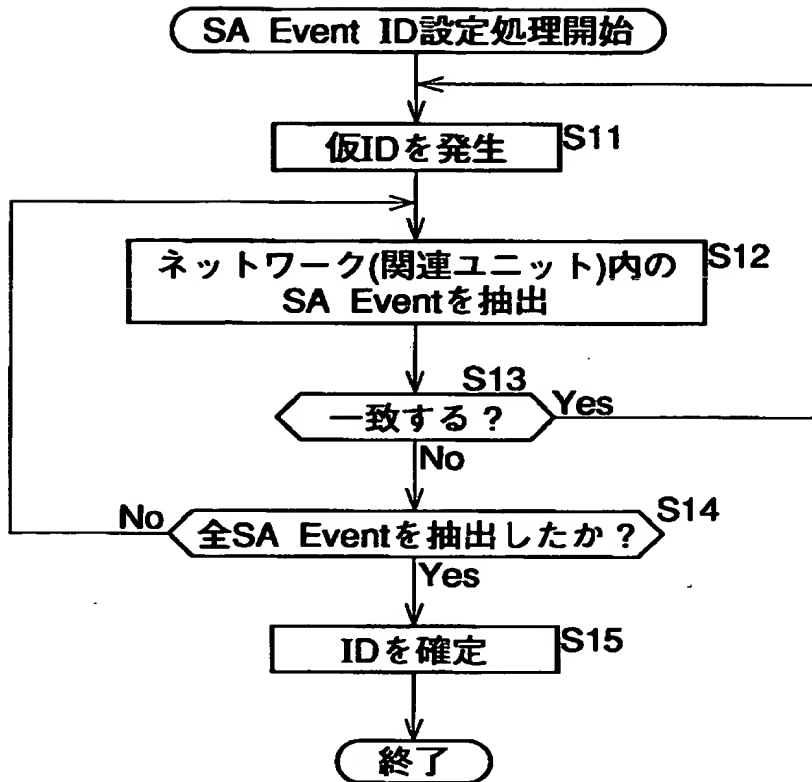 SA Event ID設定処理開始
仮IDを発生
S11
ネットワーク(関連ユニット)内の
SA Eventを抽出
S12
S13
一致する?
Yes
No
S14
No
全SA Eventを抽出したか?
Yes
IDを確定
S15
終了